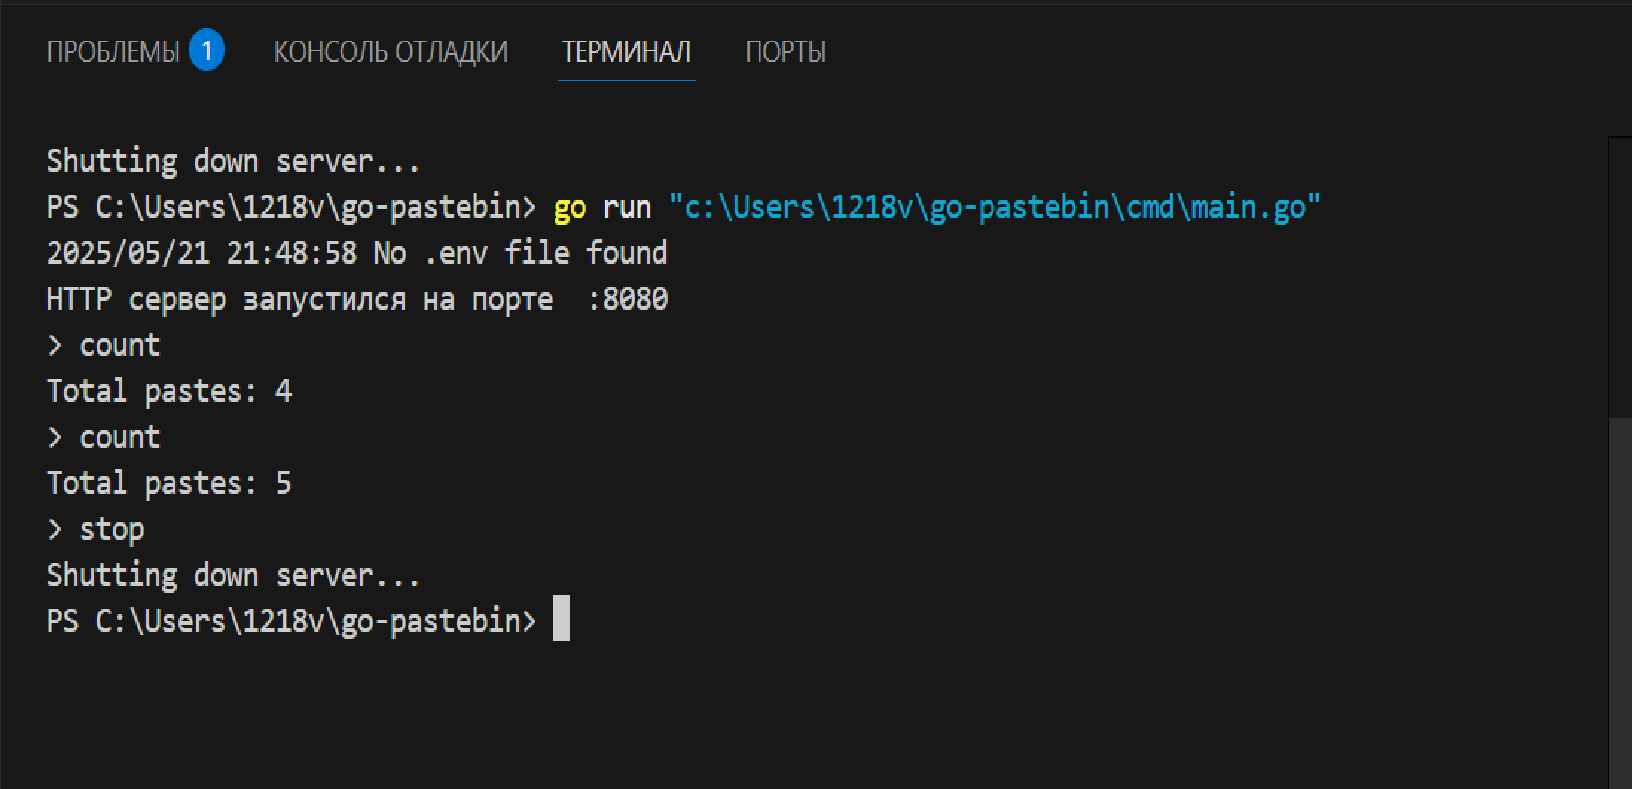 ПРОБЛЕМЫ 1 КОНСОЛЬ ОТЛАДКИ ТЕРМИНАЛ ПОРТЫ
Shutting down server...
PS C:\Users\1218v\go-pastebin> go run "c:\Users\1218v\go-pastebin\cmd\main.go"
2025/05/21 21:48:58 No .env file found
HTTP сервер запустился на порте  :8080
> count
Total pastes: 4
> count
Total pastes: 5
> stop
Shutting down server...
PS C:\Users\1218v\go-pastebin>